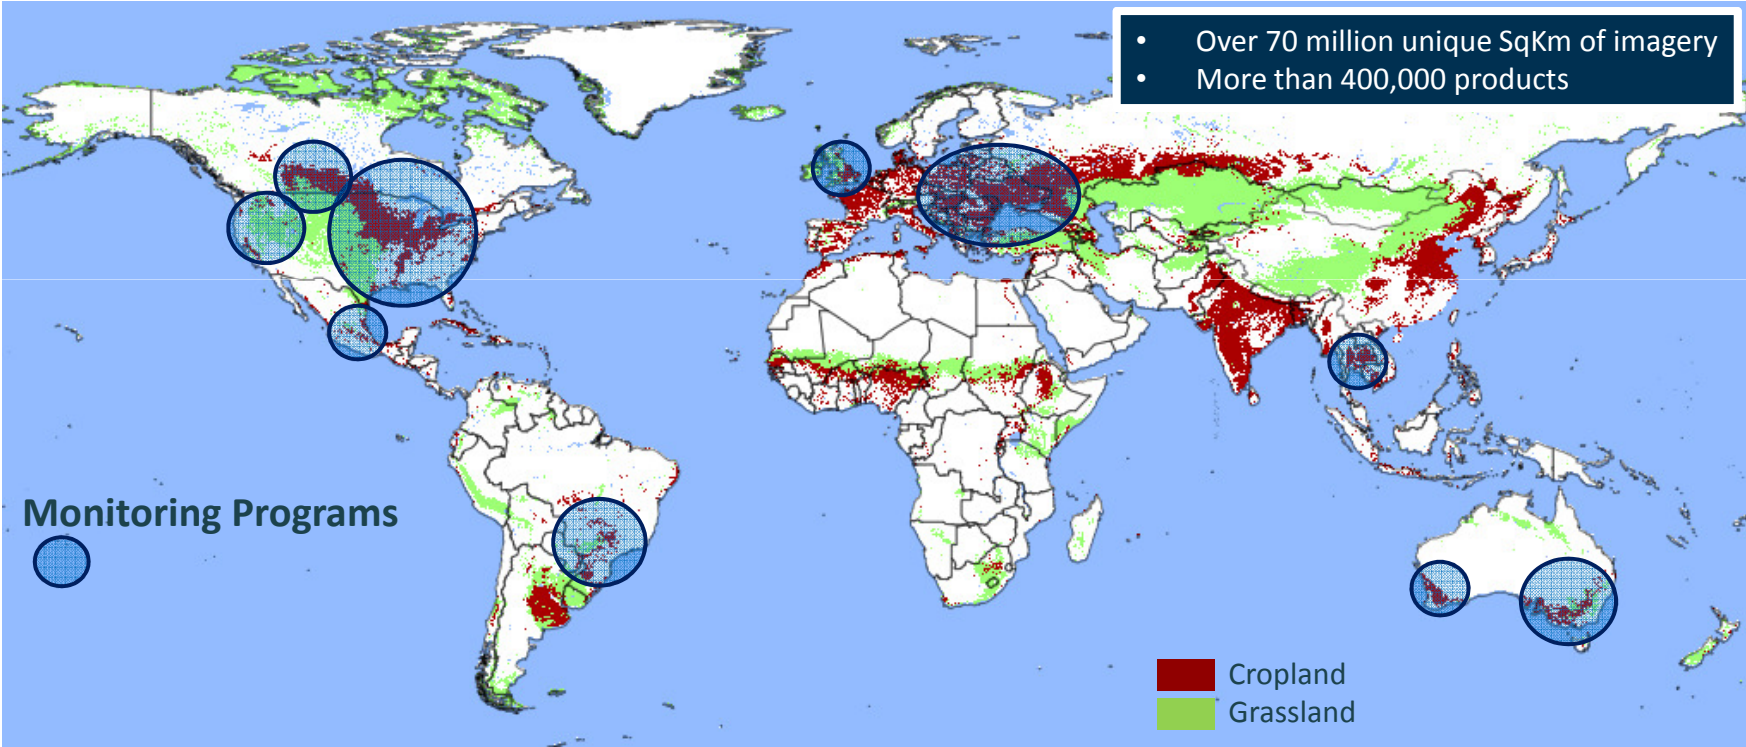 • Over 70 million unique SqKm of imagery
• More than 400,000 products
Monitoring Programs
Cropland
Grassland